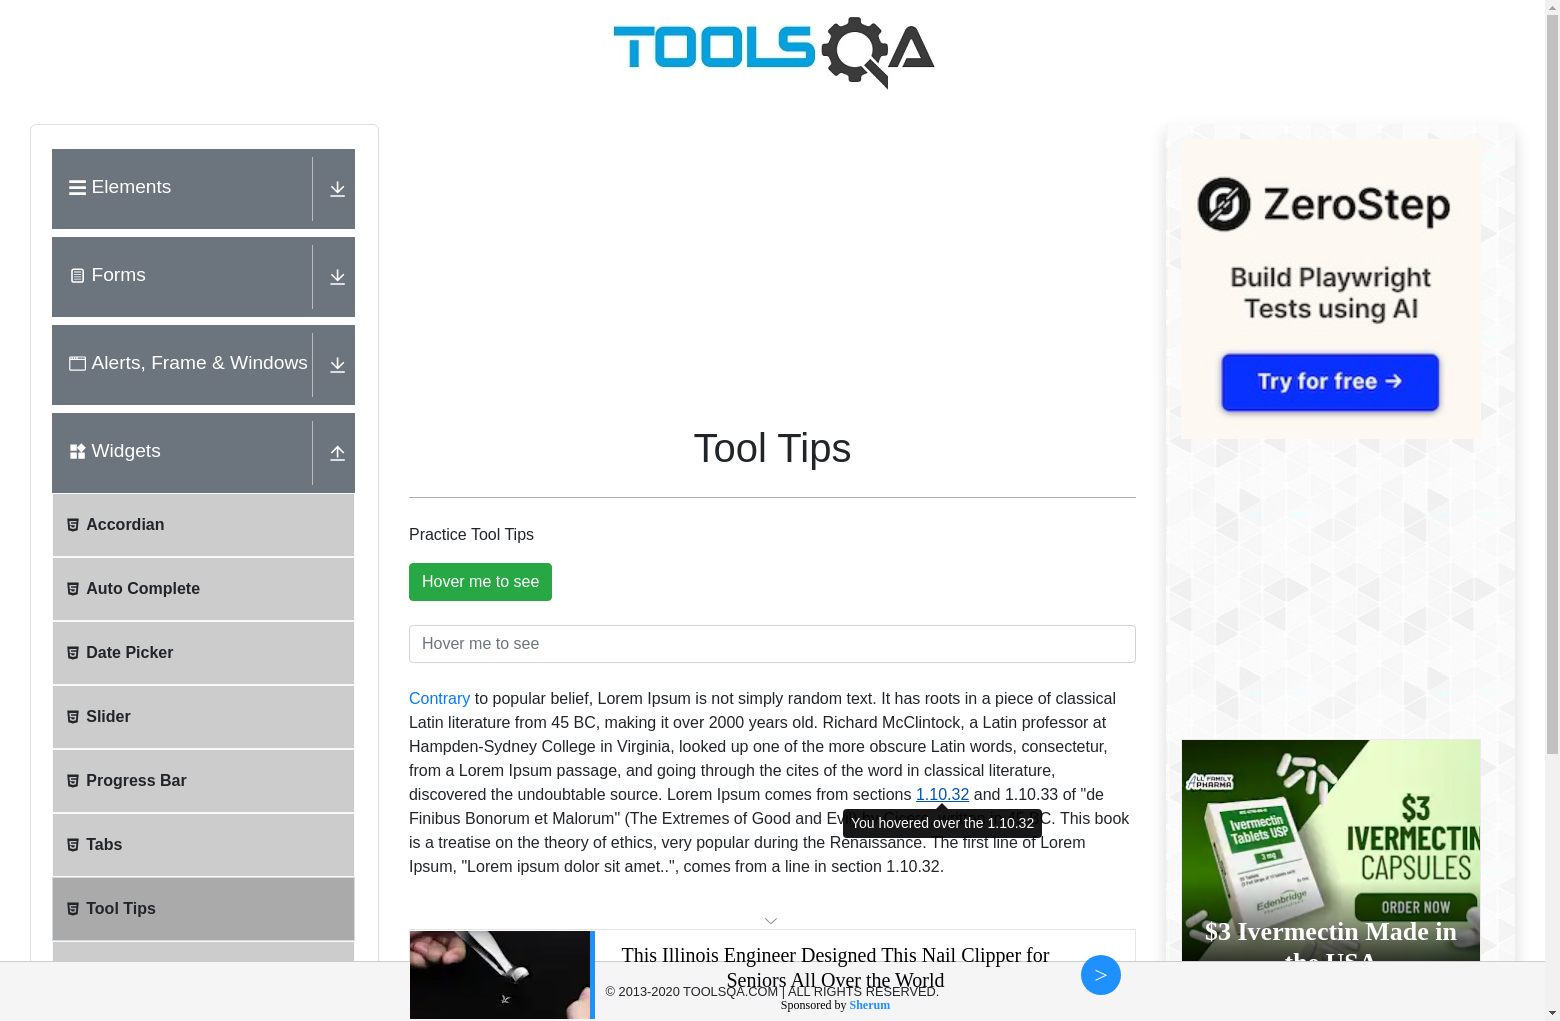 TOOLSQA
Elements
Forms
Alerts, Frame & Windows
Widgets
Accordian
Auto Complete
Date Picker
Slider
Progress Bar
Tabs
Tool Tips
Tool Tips
Practice Tool Tips
Hover me to see
Hover me to see
Contrary to popular belief, Lorem Ipsum is not simply random text. It has roots in a piece of classical
Latin literature from 45 BC, making it over 2000 years old. Richard McClintock, a Latin professor at
Hampden-Sydney College in Virginia, looked up one of the more obscure Latin words, consectetur,
from a Lorem Ipsum passage, and going through the cites of the word in classical literature,
discovered the undoubtable source. Lorem Ipsum comes from sections 1.10.32 and 1.10.33 of "de
Finibus Bonorum et Malorum" (The Extremes of Good and Evil) by Cicero, written in 45 BC. This book
You hovered over the 1.10.32
is a treatise on the theory of ethics, very popular during the Renaissance. The first line of Lorem
Ipsum, "Lorem ipsum dolor sit amet..", comes from a line in section 1.10.32.
This Illinois Engineer Designed This Nail Clipper for
Seniors All Over the World
© 2013-2020 TOOLSQA.COM | ALL RIGHTS RESERVED.
Sponsored by Sherum
>
ZeroStep
Build Playwright
Tests using AI
Try for free →
ALL FAMILY
PHARMA
Ivermectin
Tablets USP
3 mg
Edenbridge
$3
IVERMECTIN
CAPSULES
ORDER NOW
$3 Ivermectin Made in
the USA